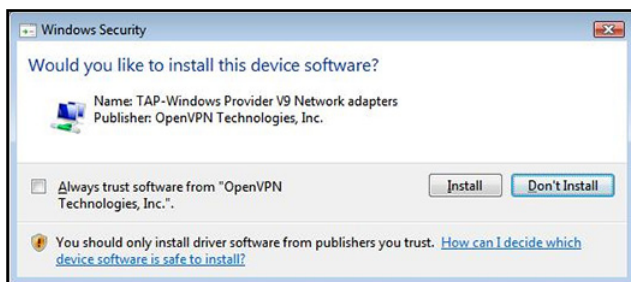 Windows Security
Would you like to install this device software?
Name: TAP-Windows Provider V9 Network adapters
Publisher: OpenVPN Technologies, Inc.
Always trust software from "OpenVPN
Technologies, Inc.".
Install
Don't Install
You should only install driver software from publishers you trust. How can I decide which
device software is safe to install?